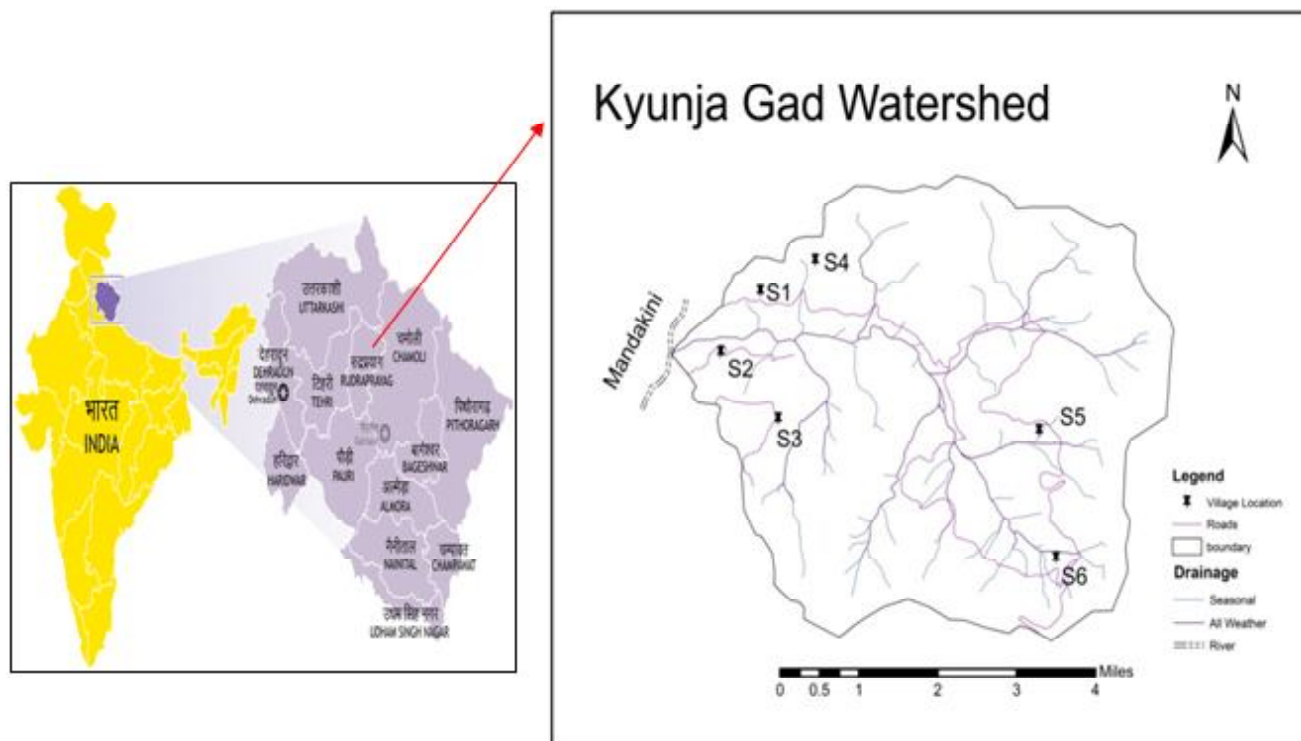 Kyunja Gad Watershed
N
S4
S1
Mandakini
S2
S3
S5
S6
Legend
Village Location
Roads
boundary
Drainage
Seasonal
All Weather
River
Miles
0 0.5 1 2 3 4
भारत
INDIA
उत्तरकाशी
UTTARKASHI
चमोली
CHAMOLI
रुद्रप्रयाग
RUDRAPRAYAG
देहरादून
DEHRADUN
Dehradun
टिहरी
TEHRI
पिथौरागढ़
PITHORAGARH
हरिद्वार
HARIDWAR
पौड़ी
PAURI
बागेश्वर
BAGESHWAR
अल्मोड़ा
ALMORA
नैनीताल
NAINITAL
चम्पावत
CHAMPAWAT
उधम सिंह नगर
UDHAM SINGH NAGAR